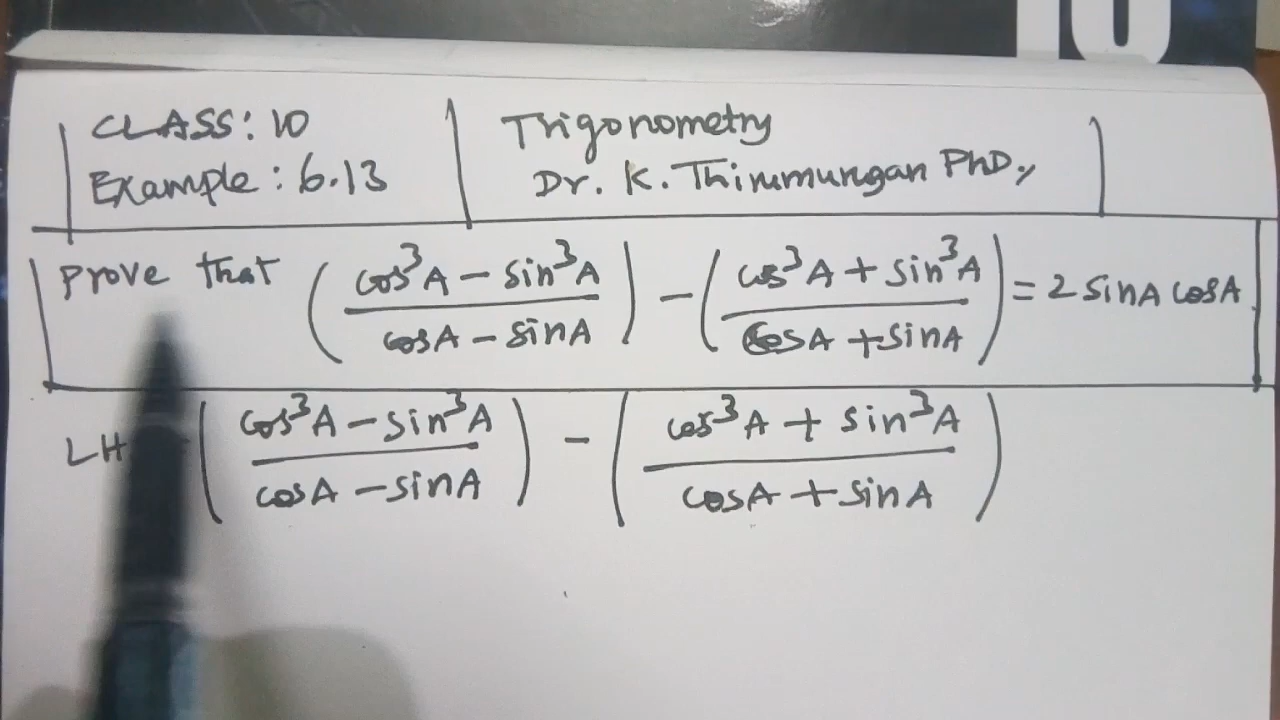 10
CLASS: 10
Example: 6.13
Trigonometry
Dr. K. Thirumurugan PhD.,
Prove that (cos³A − sin³A / cosA − sinA) − (cos³A + sin³A / cosA + sinA) = 2 sinA cosA
LH (cos³A − sin³A / cosA − sinA) − (cos³A + sin³A / cosA + sinA)